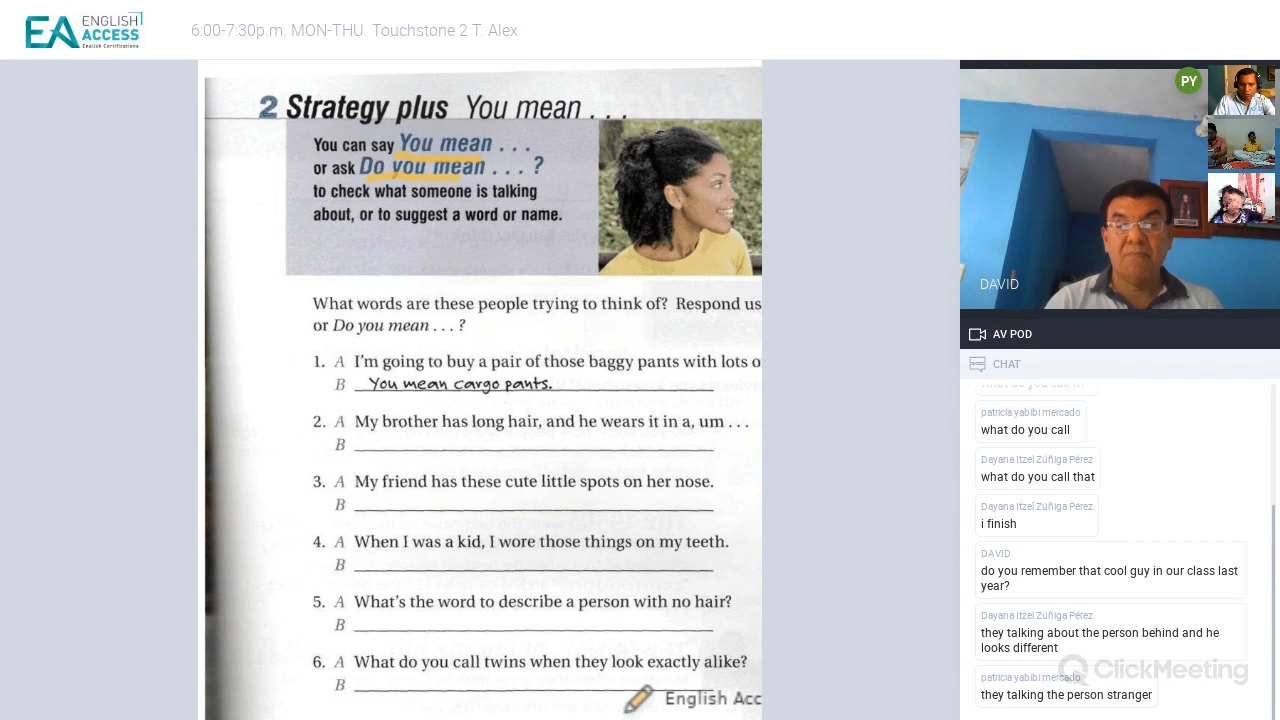 ENGLISH
ACCESS
English Certifications
6:00-7:30p.m. MON-THU. Touchstone 2 T. Alex
2 Strategy plus You mean . . .
You can say You mean . . .
or ask Do you mean . . . ?
to check what someone is talking
about, or to suggest a word or name.
What words are these people trying to think of? Respond us
or Do you mean . . . ?
1. A I'm going to buy a pair of those baggy pants with lots o
B You mean cargo pants.
2. A My brother has long hair, and he wears it in a, um . . .
B
3. A My friend has these cute little spots on her nose.
B
4. A When I was a kid, I wore those things on my teeth.
B
5. A What's the word to describe a person with no hair?
B
6. A What do you call twins when they look exactly alike?
B
English Acc
PY
DAVID
AV POD
CHAT
patricia yabibi mercado
what do you call
Dayana Itzel Zúñiga Pérez
what do you call that
Dayana Itzel Zúñiga Pérez
i finish
DAVID
do you remember that cool guy in our class last
year?
Dayana Itzel Zúñiga Pérez
they talking about the person behind and he
looks different
ClickMeeting
patricia yabibi mercado
they talking the person stranger